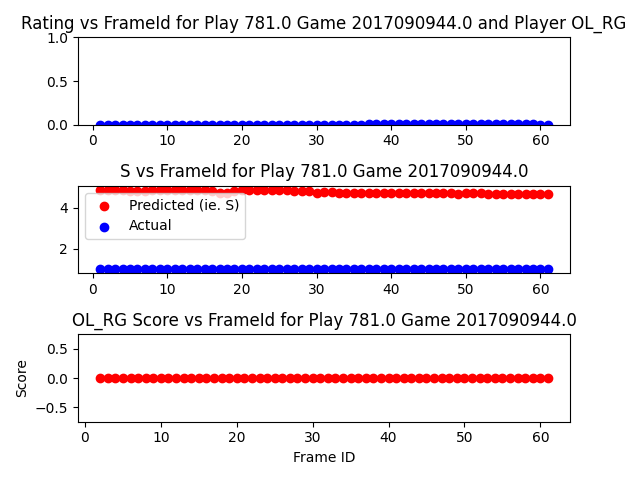 Rating vs FrameId for Play 781.0 Game 2017090944.0 and Player OL_RG
1.0
0.5
0.0
0 10 20 30 40 50 60
S vs FrameId for Play 781.0 Game 2017090944.0
4
2
Predicted (ie. S)
Actual
0 10 20 30 40 50 60
OL_RG Score vs FrameId for Play 781.0 Game 2017090944.0
Score
0.5
0.0
−0.5
0 10 20 30 40 50 60
Frame ID